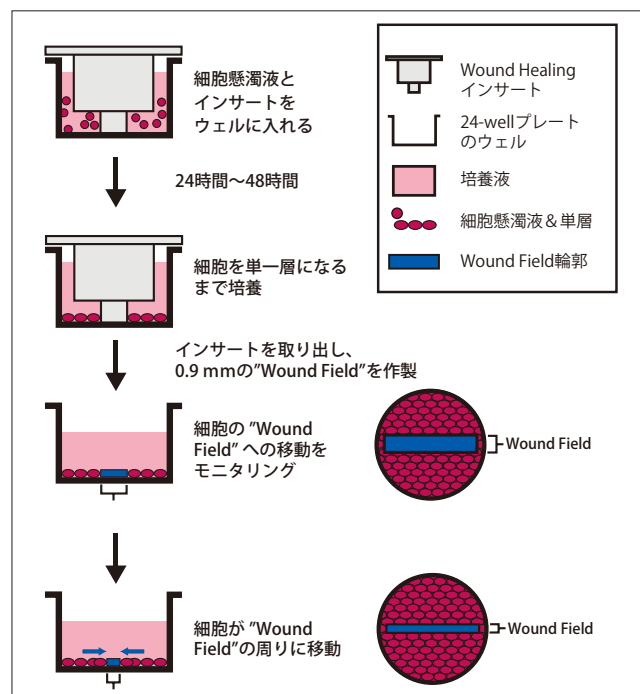 細胞懸濁液と
インサートを
ウェルに入れる
24時間～48時間
細胞を単一層になる
まで培養
インサートを取り出し、
0.9 mmの”Wound Field”を作製
細胞の ”Wound
Field” への移動を
モニタリング
Wound Field
細胞が ”Wound
Field”の周りに移動
Wound Field
Wound Healing
インサート
24-wellプレート
のウェル
培養液
細胞懸濁液＆単層
Wound Field輪郭